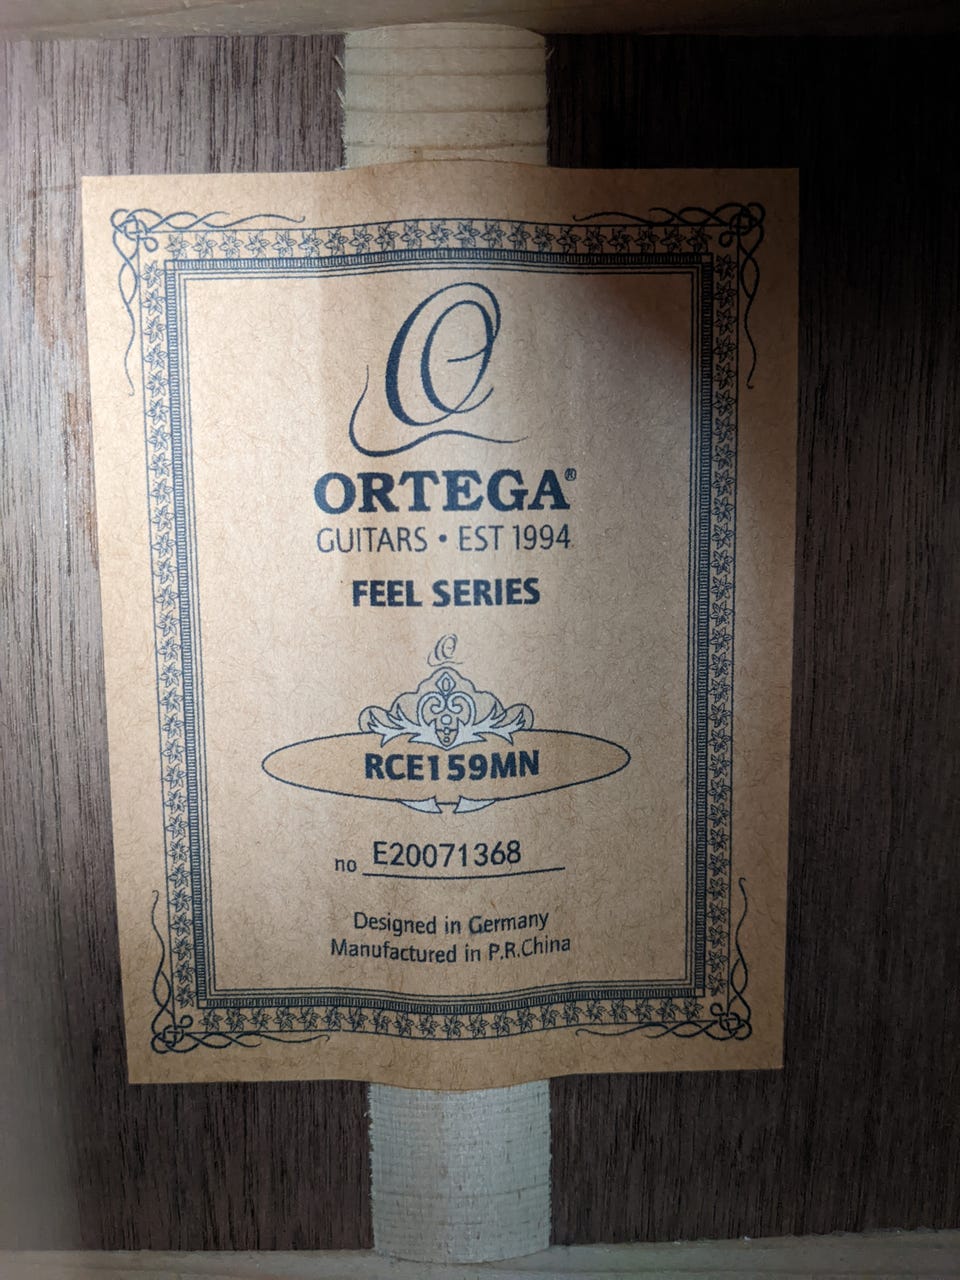 ORTEGA®
GUITARS • EST 1994
FEEL SERIES
RCE159MN
no E20071368
Designed in Germany
Manufactured in P.R.China